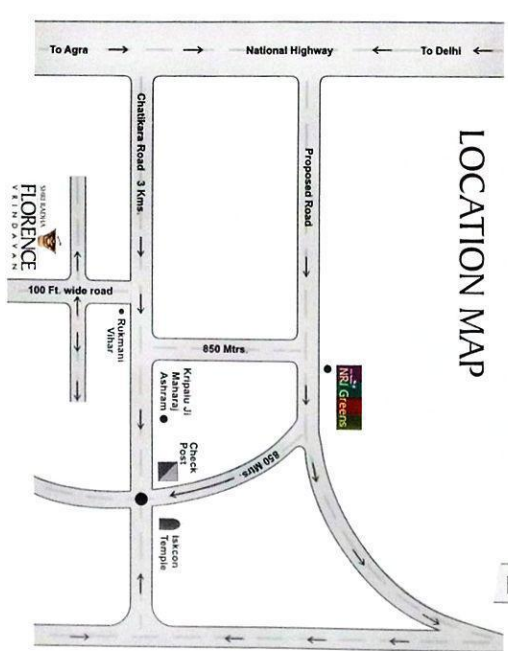 LOCATION MAP
To Agra
National Highway
To Delhi
Chatikara Road 3 Kms.
Proposed Road
SHRI RADHA
FLORENCE
VRINDAVAN
100 Ft. wide road
Rukmani
Vihar
850 Mtrs.
NRI Greens
Kripalu Ji
Maharaj
Ashram
Check
Post
850 Mtrs.
Iskcon
Temple